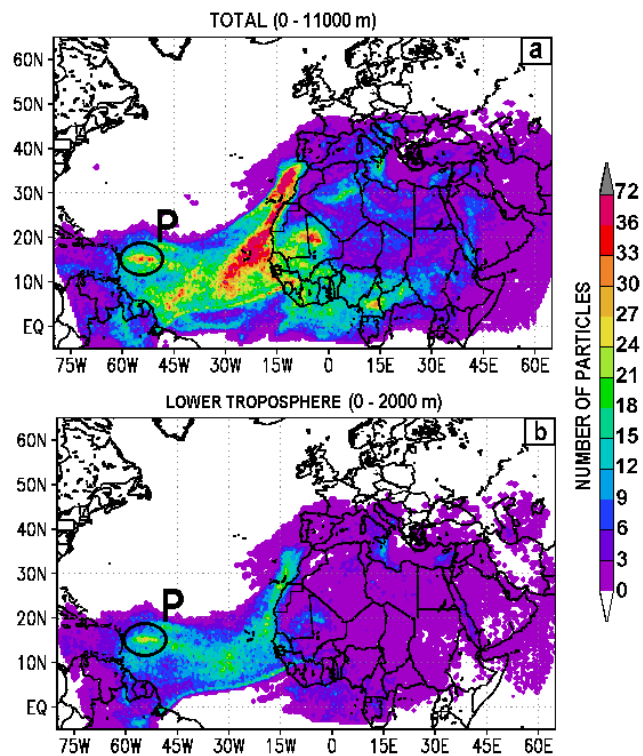 TOTAL (0 - 11000 m)
a
60N
50N
40N
30N
20N
10N
EQ
P
75W 60W 45W 30W 15W 0 15E 30E 45E 60E
LOWER TROPOSPHERE (0 - 2000 m)
b
60N
50N
40N
30N
20N
10N
EQ
P
75W 60W 45W 30W 15W 0 15E 30E 45E 60E
NUMBER OF PARTICLES
72
36
33
30
27
24
21
18
15
12
9
6
3
0